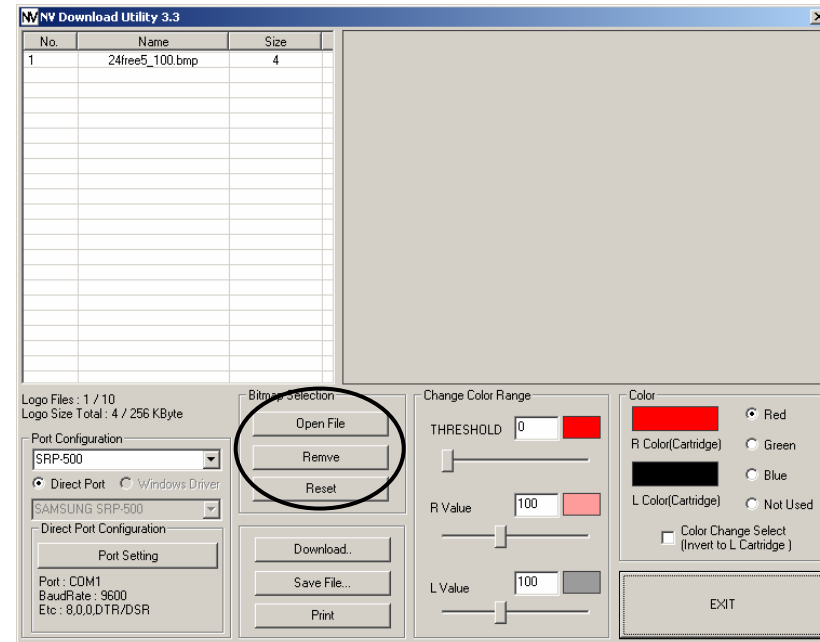 NV NV Download Utility 3.3
No. Name Size
1 24free5_100.bmp 4
Logo Files : 1 / 10
Logo Size Total : 4 / 256 KByte
Port Configuration
SRP-500
Direct Port Windows Driver
SAMSUNG SRP-500
Direct Port Configuration
Port Setting
Port : COM1
BaudRate : 9600
Etc : 8,0,0,DTR/DSR
Bitmap Selection
Open File
Remve
Reset
Download..
Save File...
Print
Change Color Range
THRESHOLD 0
R Value 100
L Value 100
Color
Red
R Color(Cartridge) Green
Blue
L Color(Cartridge) Not Used
Color Change Select
(Invert to L Cartridge )
EXIT